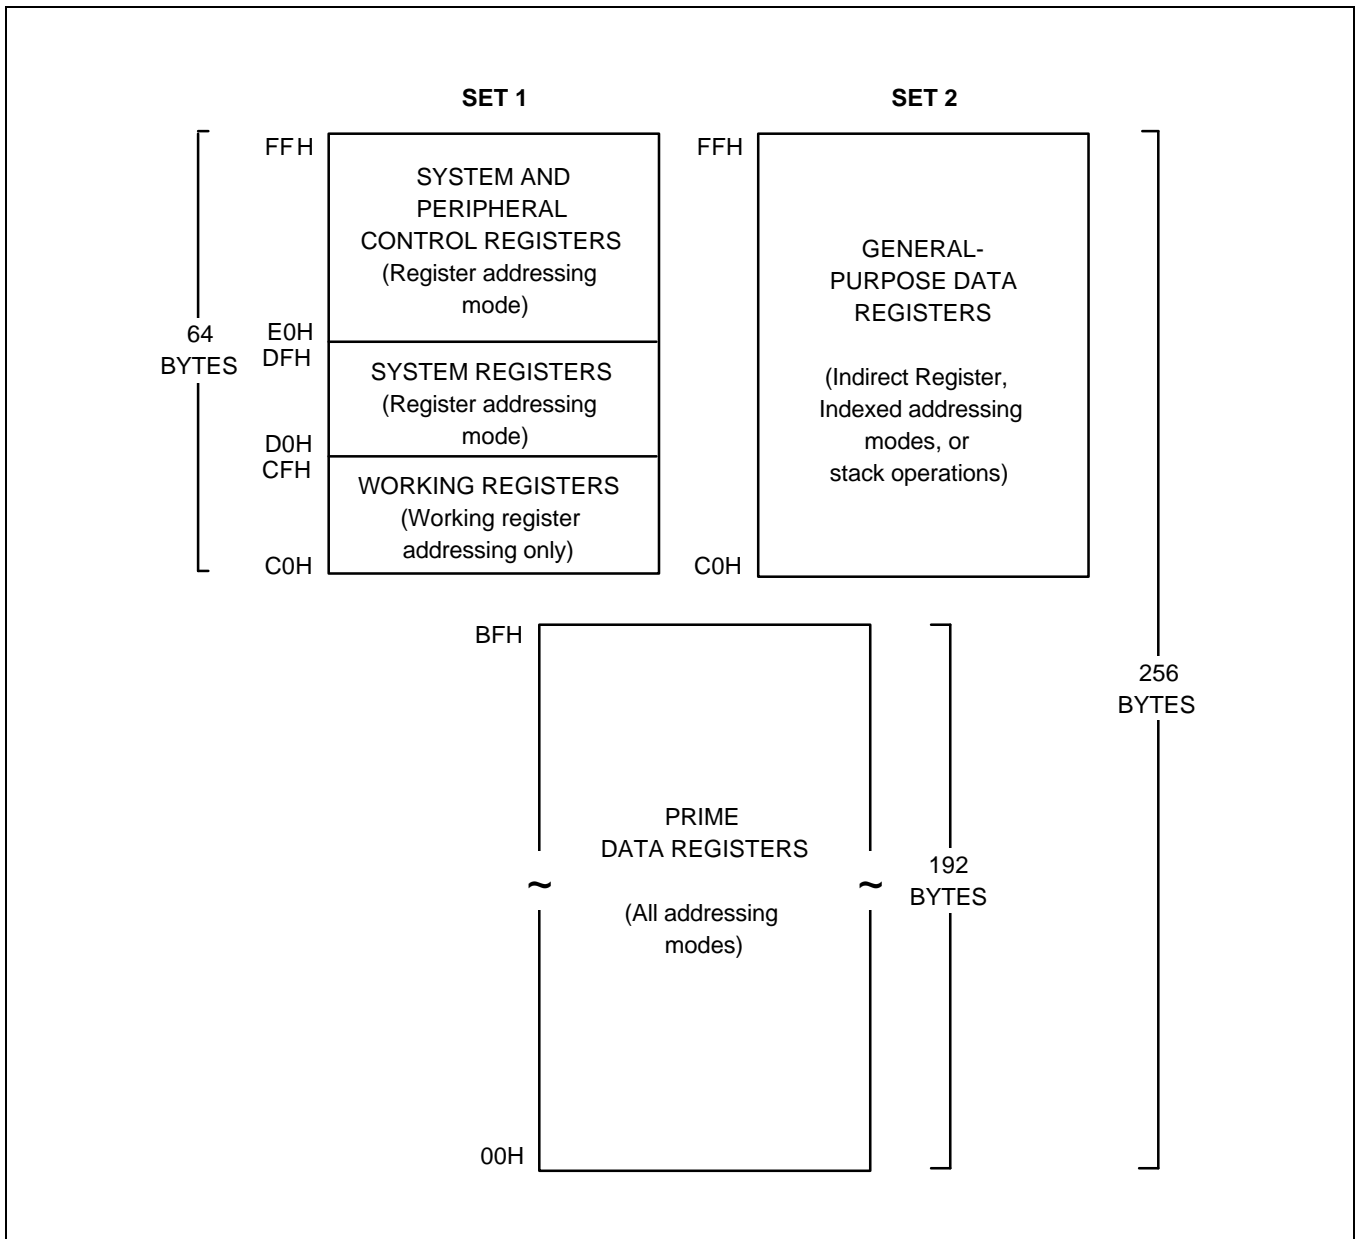 SET 1
SET 2
FFH
SYSTEM AND
PERIPHERAL
CONTROL REGISTERS
(Register addressing
mode)
E0H
DFH
SYSTEM REGISTERS
(Register addressing
mode)
D0H
CFH
WORKING REGISTERS
(Working register
addressing only)
C0H
64
BYTES
FFH
GENERAL-
PURPOSE DATA
REGISTERS
(Indirect Register,
Indexed addressing
modes, or
stack operations)
C0H
256
BYTES
BFH
PRIME
DATA REGISTERS
~
~
(All addressing
modes)
192
BYTES
00H